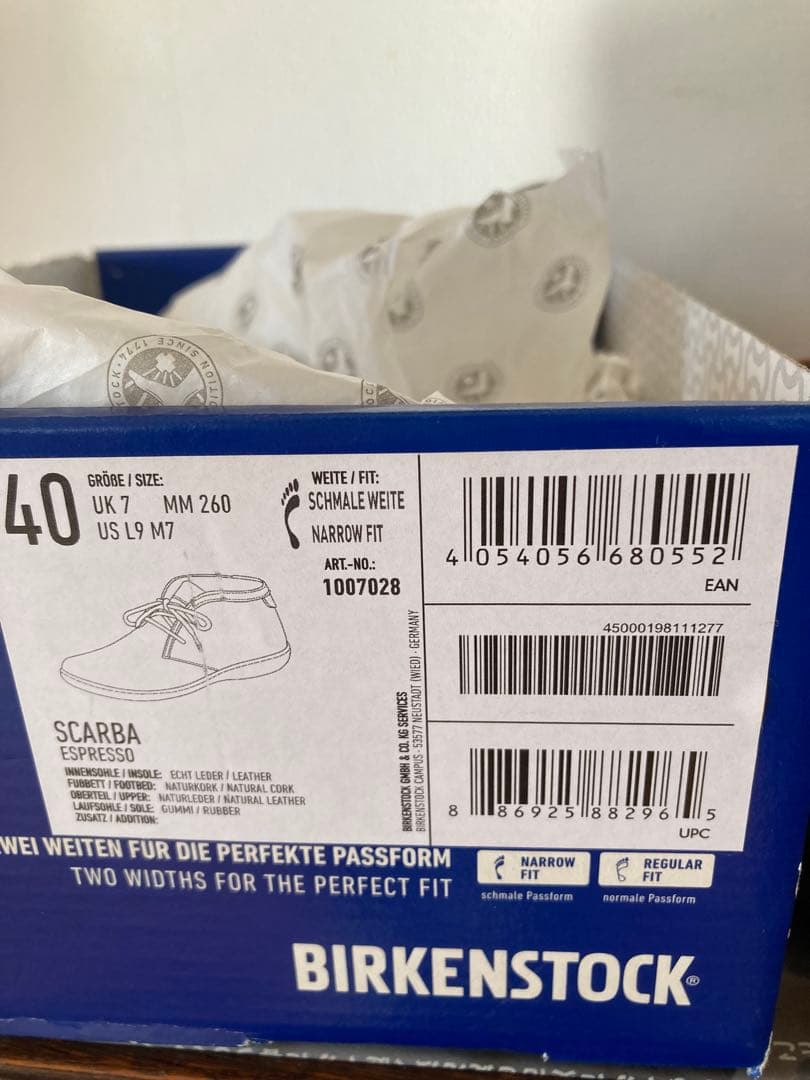 40
GRÖßE / SIZE:
UK 7 MM 260
US L9 M7
WEITE / FIT:
SCHMALE WEITE
NARROW FIT
ART.-NO.:
1007028
SCARBA
ESPRESSO
INNENSOHLE / INSOLE: ECHT LEDER / LEATHER
FUßBETT / FOOTBED: NATURKORK / NATURAL CORK
OBERTEIL / UPPER: NATURLEDER / NATURAL LEATHER
LAUFSOHLE / SOLE: GUMMI / RUBBER
ZUSATZ / ADDITION:
BIRKENSTOCK GMBH & CO. KG SERVICES
BIRKENSTOCK CAMPUS · 53577 NEUSTADT (WIED) · GERMANY
4 054056 680552
EAN
45000198111277
8 86925 88296 5
UPC
WEI WEITEN FÜR DIE PERFEKTE PASSFORM
TWO WIDTHS FOR THE PERFECT FIT
NARROW
FIT
schmale Passform
REGULAR
FIT
normale Passform
BIRKENSTOCK®